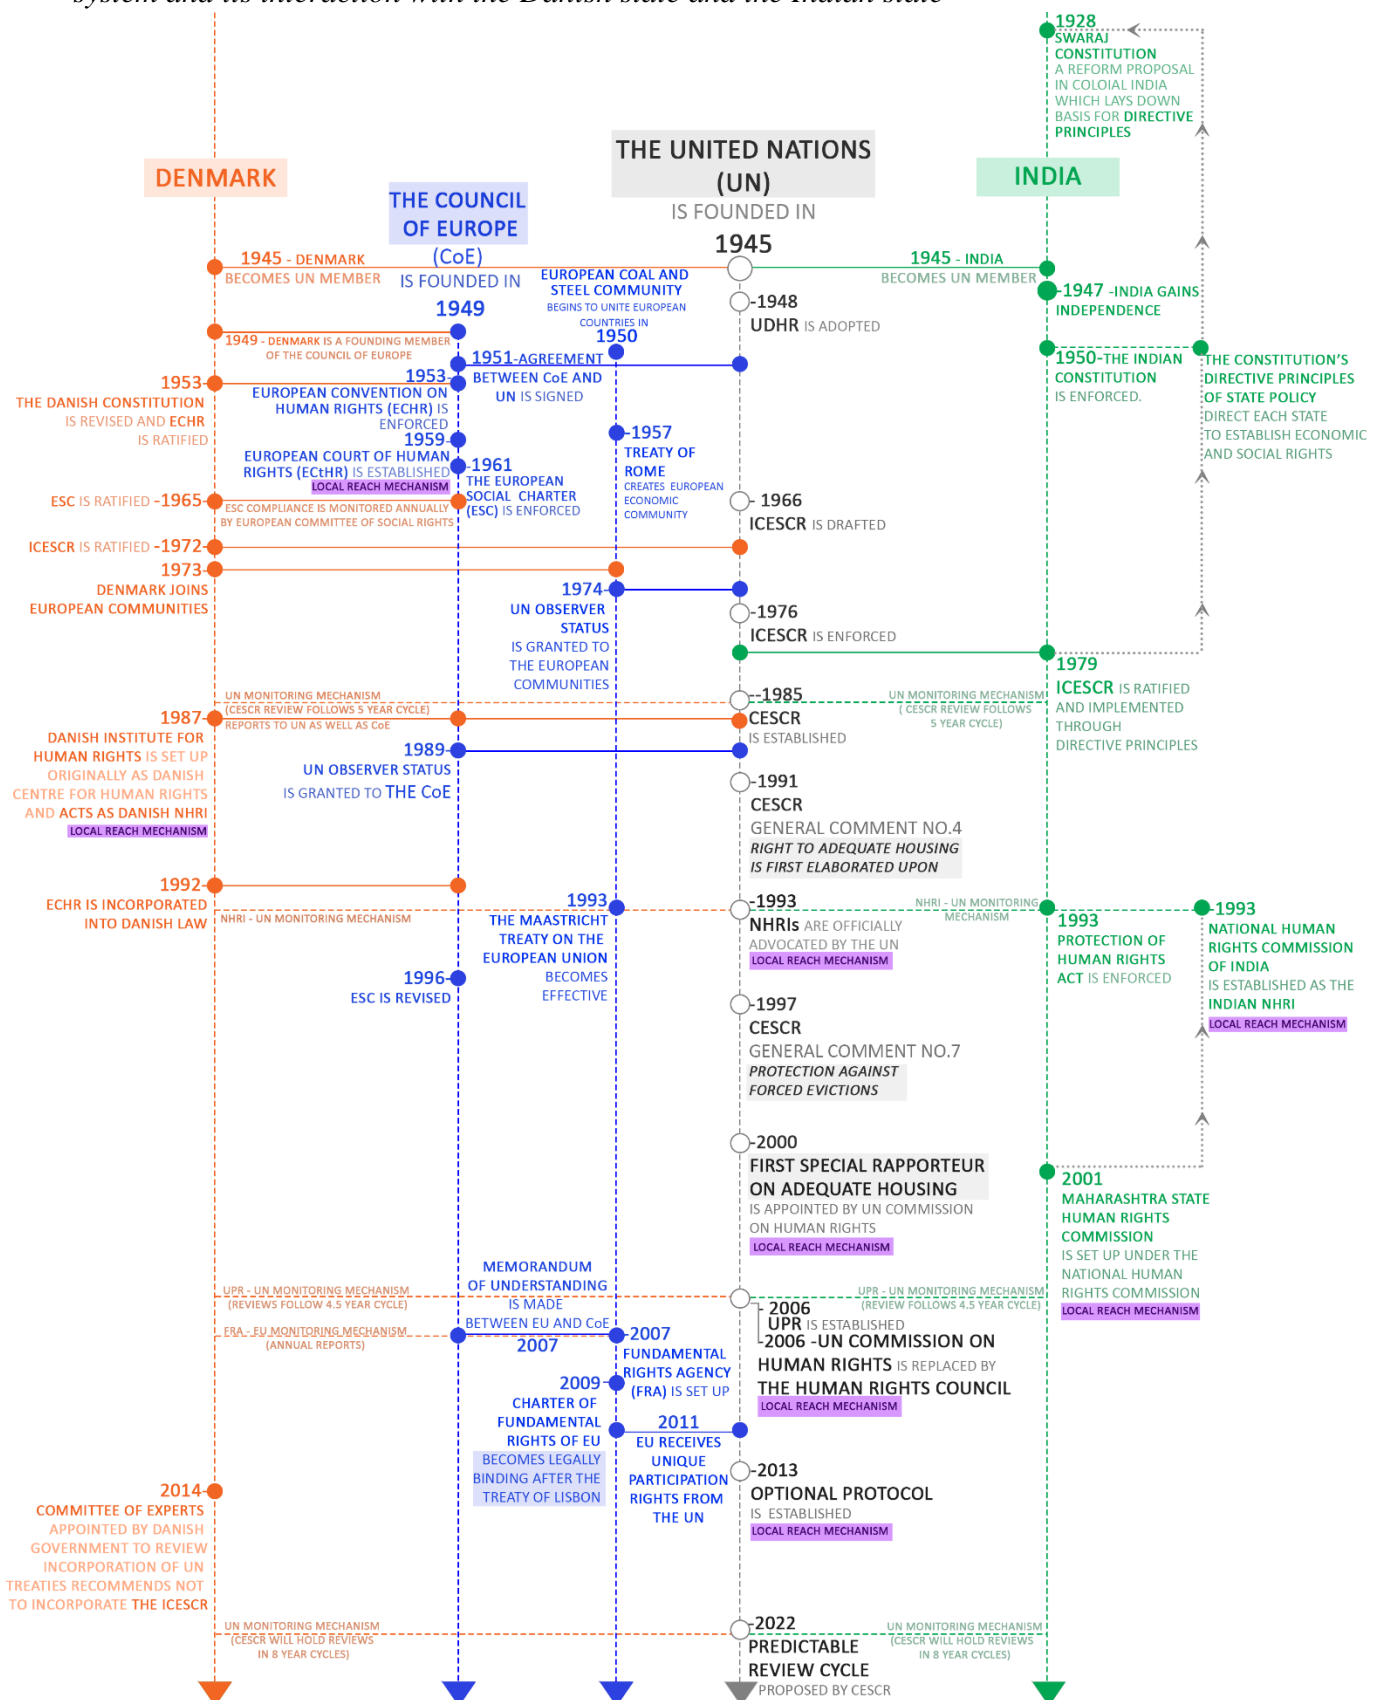 system and its interaction with the Danish state and the Indian state
1928
SWARAJ
CONSTITUTION
A REFORM PROPOSAL
IN COLOIAL INDIA
WHICH LAYS DOWN
BASIS FOR DIRECTIVE
PRINCIPLES
DENMARK
THE COUNCIL
OF EUROPE
(CoE)
IS FOUNDED IN
1949
THE UNITED NATIONS
(UN)
IS FOUNDED IN
1945
INDIA
1945 - DENMARK
BECOMES UN MEMBER
EUROPEAN COAL AND
STEEL COMMUNITY
BEGINS TO UNITE EUROPEAN
COUNTRIES IN
1950
1945 - INDIA
BECOMES UN MEMBER
-1948
UDHR IS ADOPTED
-1947 -INDIA GAINS
INDEPENDENCE
1949 - DENMARK IS A FOUNDING MEMBER
OF THE COUNCIL OF EUROPE
1951-AGREEMENT
BETWEEN CoE AND
UN IS SIGNED
1950-THE INDIAN
CONSTITUTION
IS ENFORCED.
THE CONSTITUTION'S
DIRECTIVE PRINCIPLES
OF STATE POLICY
DIRECT EACH STATE
TO ESTABLISH ECONOMIC
AND SOCIAL RIGHTS
1953-
THE DANISH CONSTITUTION
IS REVISED AND ECHR
IS RATIFIED
1953-
EUROPEAN CONVENTION ON
HUMAN RIGHTS (ECHR) IS
ENFORCED
1959-
EUROPEAN COURT OF HUMAN
RIGHTS (ECtHR) IS ESTABLISHED
LOCAL REACH MECHANISM
-1957
TREATY OF
ROME
CREATES EUROPEAN
ECONOMIC
COMMUNITY
-1961
THE EUROPEAN
SOCIAL CHARTER
(ESC) IS ENFORCED
ESC IS RATIFIED -1965-
ESC COMPLIANCE IS MONITORED ANNUALLY
BY EUROPEAN COMMITTEE OF SOCIAL RIGHTS
- 1966
ICESCR IS DRAFTED
ICESCR IS RATIFIED -1972-
1973-
DENMARK JOINS
EUROPEAN COMMUNITIES
1974-
UN OBSERVER
STATUS
IS GRANTED TO
THE EUROPEAN
COMMUNITIES
-1976
ICESCR IS ENFORCED
1979
ICESCR IS RATIFIED
AND IMPLEMENTED
THROUGH
DIRECTIVE PRINCIPLES
UN MONITORING MECHANISM
(CESCR REVIEW FOLLOWS 5 YEAR CYCLE)
REPORTS TO UN AS WELL AS CoE
--1985
CESCR
IS ESTABLISHED
UN MONITORING MECHANISM
( CESCR REVIEW FOLLOWS
5 YEAR CYCLE)
1987-
DANISH INSTITUTE FOR
HUMAN RIGHTS IS SET UP
ORIGINALLY AS DANISH
CENTRE FOR HUMAN RIGHTS
AND ACTS AS DANISH NHRI
LOCAL REACH MECHANISM
1989-
UN OBSERVER STATUS
IS GRANTED TO THE CoE
-1991
CESCR
GENERAL COMMENT NO.4
RIGHT TO ADEQUATE HOUSING
IS FIRST ELABORATED UPON
1992-
ECHR IS INCORPORATED
INTO DANISH LAW
NHRI - UN MONITORING MECHANISM
1993
THE MAASTRICHT
TREATY ON THE
EUROPEAN UNION
BECOMES
EFFECTIVE
-1993
NHRIs ARE OFFICIALLY
ADVOCATED BY THE UN
LOCAL REACH MECHANISM
NHRI - UN MONITORING
MECHANISM
1993
PROTECTION OF
HUMAN RIGHTS
ACT IS ENFORCED
-1993
NATIONAL HUMAN
RIGHTS COMMISSION
OF INDIA
IS ESTABLISHED AS THE
INDIAN NHRI
LOCAL REACH MECHANISM
1996-
ESC IS REVISED
-1997
CESCR
GENERAL COMMENT NO.7
PROTECTION AGAINST
FORCED EVICTIONS
-2000
FIRST SPECIAL RAPPORTEUR
ON ADEQUATE HOUSING
IS APPOINTED BY UN COMMISSION
ON HUMAN RIGHTS
LOCAL REACH MECHANISM
2001
MAHARASHTRA STATE
HUMAN RIGHTS
COMMISSION
IS SET UP UNDER THE
NATIONAL HUMAN
RIGHTS COMMISSION
LOCAL REACH MECHANISM
UPR - UN MONITORING MECHANISM
(REVIEWS FOLLOW 4.5 YEAR CYCLE)
MEMORANDUM
OF UNDERSTANDING
IS MADE
BETWEEN EU AND CoE
2007
UPR - UN MONITORING MECHANISM
(REVIEW FOLLOWS 4.5 YEAR CYCLE)
- 2006
UPR IS ESTABLISHED
-2006 -UN COMMISSION ON
HUMAN RIGHTS IS REPLACED BY
THE HUMAN RIGHTS COUNCIL
LOCAL REACH MECHANISM
FRA - EU MONITORING MECHANISM
(ANNUAL REPORTS)
-2007
FUNDAMENTAL
RIGHTS AGENCY
(FRA) IS SET UP
2009-
CHARTER OF
FUNDAMENTAL
RIGHTS OF EU
BECOMES LEGALLY
BINDING AFTER THE
TREATY OF LISBON
2011
EU RECEIVES
UNIQUE
PARTICIPATION
RIGHTS FROM
THE UN
-2013
OPTIONAL PROTOCOL
IS ESTABLISHED
LOCAL REACH MECHANISM
2014-
COMMITTEE OF EXPERTS
APPOINTED BY DANISH
GOVERNMENT TO REVIEW
INCORPORATION OF UN
TREATIES RECOMMENDS NOT
TO INCORPORATE THE ICESCR
UN MONITORING MECHANISM
(CESCR WILL HOLD REVIEWS
IN 8 YEAR CYCLES)
-2022
PREDICTABLE
REVIEW CYCLE
PROPOSED BY CESCR
UN MONITORING MECHANISM
(CESCR WILL HOLD REVIEWS
IN 8 YEAR CYCLES)